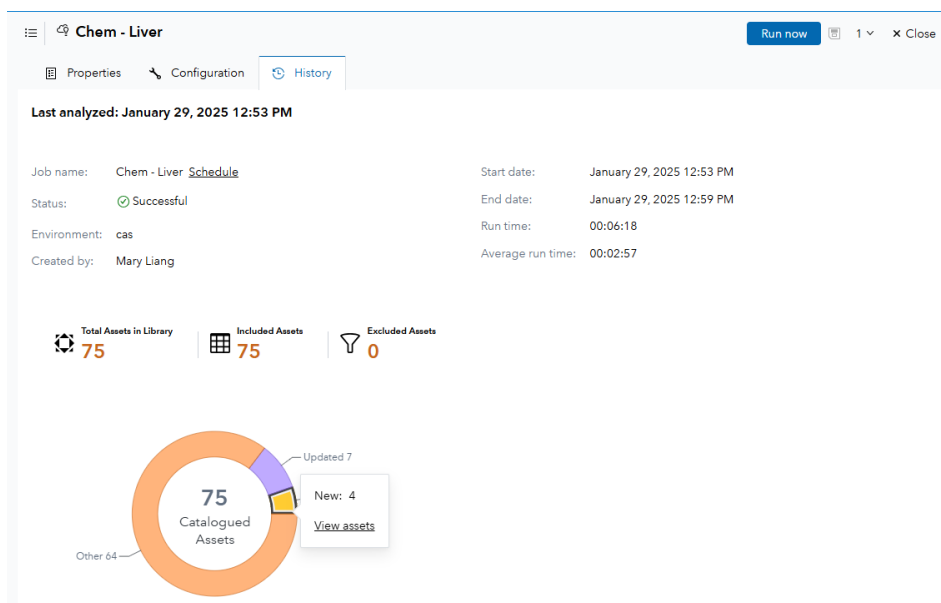 Chem - Liver
Run now
1
Close
Properties
Configuration
History
Last analyzed: January 29, 2025 12:53 PM
Job name: Chem - Liver Schedule
Status: Successful
Environment: cas
Created by: Mary Liang
Start date: January 29, 2025 12:53 PM
End date: January 29, 2025 12:59 PM
Run time: 00:06:18
Average run time: 00:02:57
Total Assets in Library
75
Included Assets
75
Excluded Assets
0
Updated 7
New: 4
View assets
75
Catalogued
Assets
Other 64